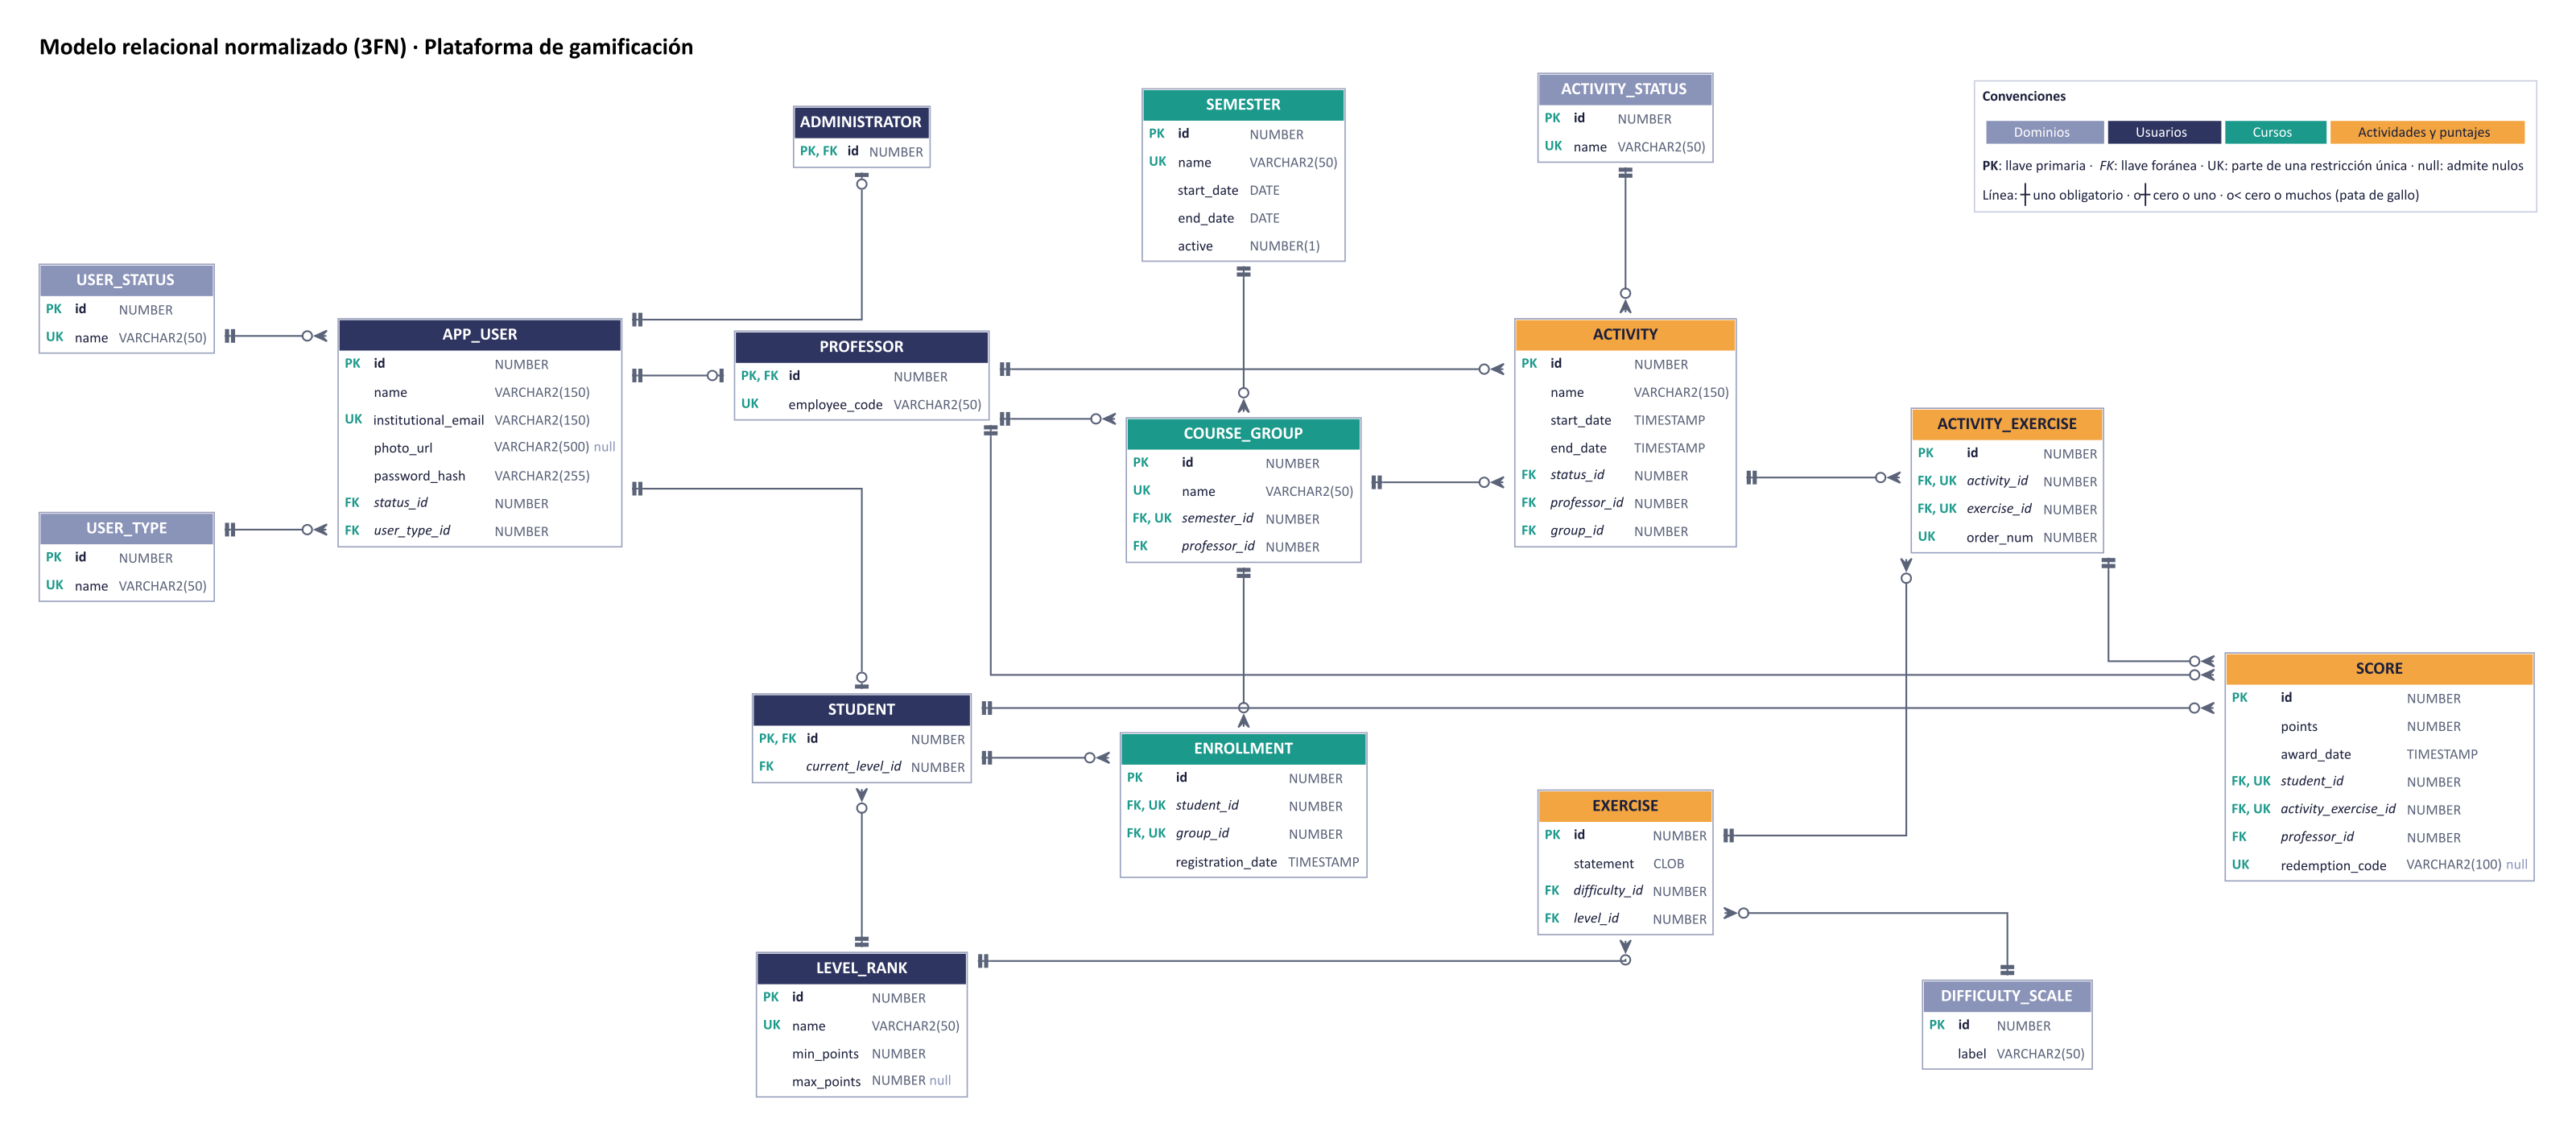 Modelo relacional normalizado (3FN) · Plataforma de gamificación
Convenciones
Dominios
Usuarios
Cursos
Actividades y puntajes
PK: llave primaria · FK: llave foránea · UK: parte de una restricción única · null: admite nulos
Línea: uno obligatorio · o cero o uno · o< cero o muchos (pata de gallo)
ADMINISTRATOR
PK, FK id NUMBER
SEMESTER
PK id NUMBER
UK name VARCHAR2(50)
start_date DATE
end_date DATE
active NUMBER(1)
ACTIVITY_STATUS
PK id NUMBER
UK name VARCHAR2(50)
USER_STATUS
PK id NUMBER
UK name VARCHAR2(50)
APP_USER
PK id NUMBER
name VARCHAR2(150)
UK institutional_email VARCHAR2(150)
photo_url VARCHAR2(500) null
password_hash VARCHAR2(255)
FK status_id NUMBER
FK user_type_id NUMBER
PROFESSOR
PK, FK id NUMBER
UK employee_code VARCHAR2(50)
COURSE_GROUP
PK id NUMBER
UK name VARCHAR2(50)
FK, UK semester_id NUMBER
FK professor_id NUMBER
ACTIVITY
PK id NUMBER
name VARCHAR2(150)
start_date TIMESTAMP
end_date TIMESTAMP
FK status_id NUMBER
FK professor_id NUMBER
FK group_id NUMBER
ACTIVITY_EXERCISE
PK id NUMBER
FK, UK activity_id NUMBER
FK, UK exercise_id NUMBER
UK order_num NUMBER
USER_TYPE
PK id NUMBER
UK name VARCHAR2(50)
STUDENT
PK, FK id NUMBER
FK current_level_id NUMBER
ENROLLMENT
PK id NUMBER
FK, UK student_id NUMBER
FK, UK group_id NUMBER
registration_date TIMESTAMP
SCORE
PK id NUMBER
points NUMBER
award_date TIMESTAMP
FK, UK student_id NUMBER
FK, UK activity_exercise_id NUMBER
FK professor_id NUMBER
UK redemption_code VARCHAR2(100) null
EXERCISE
PK id NUMBER
statement CLOB
FK difficulty_id NUMBER
FK level_id NUMBER
LEVEL_RANK
PK id NUMBER
UK name VARCHAR2(50)
min_points NUMBER
max_points NUMBER null
DIFFICULTY_SCALE
PK id NUMBER
label VARCHAR2(50)